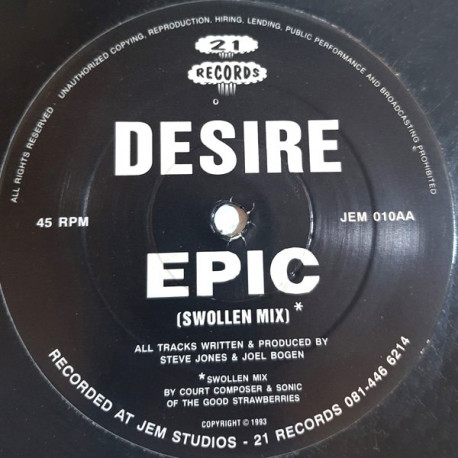 ALL RIGHTS RESERVED · UNAUTHORIZED COPYING, REPRODUCTION, HIRING, LENDING, PUBLIC PERFORMANCE AND BROADCASTING PROHIBITED
21
RECORDS
DESIRE
45 RPM
JEM 010AA
EPIC
(SWOLLEN MIX)*
ALL TRACKS WRITTEN & PRODUCED BY
STEVE JONES & JOEL BOGEN
*SWOLLEN MIX
BY COURT COMPOSER & SONIC
OF THE GOOD STRAWBERRIES
COPYRIGHT © 1993
RECORDED AT JEM STUDIOS - 21 RECORDS 081-446 6214